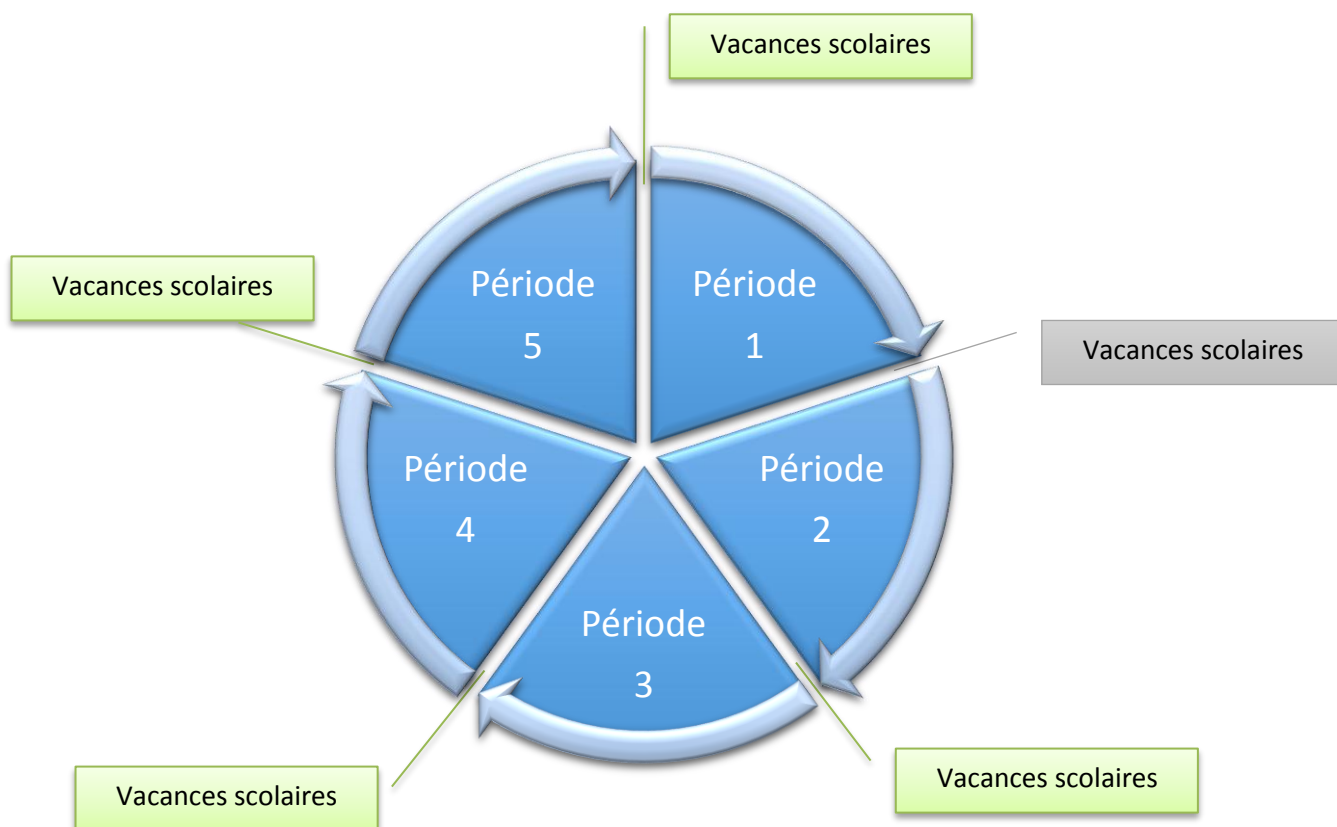 Vacances scolaires
Vacances scolaires
Période
5
Période
1
Vacances scolaires
Période
4
Période
2
Période
3
Vacances scolaires
Vacances scolaires